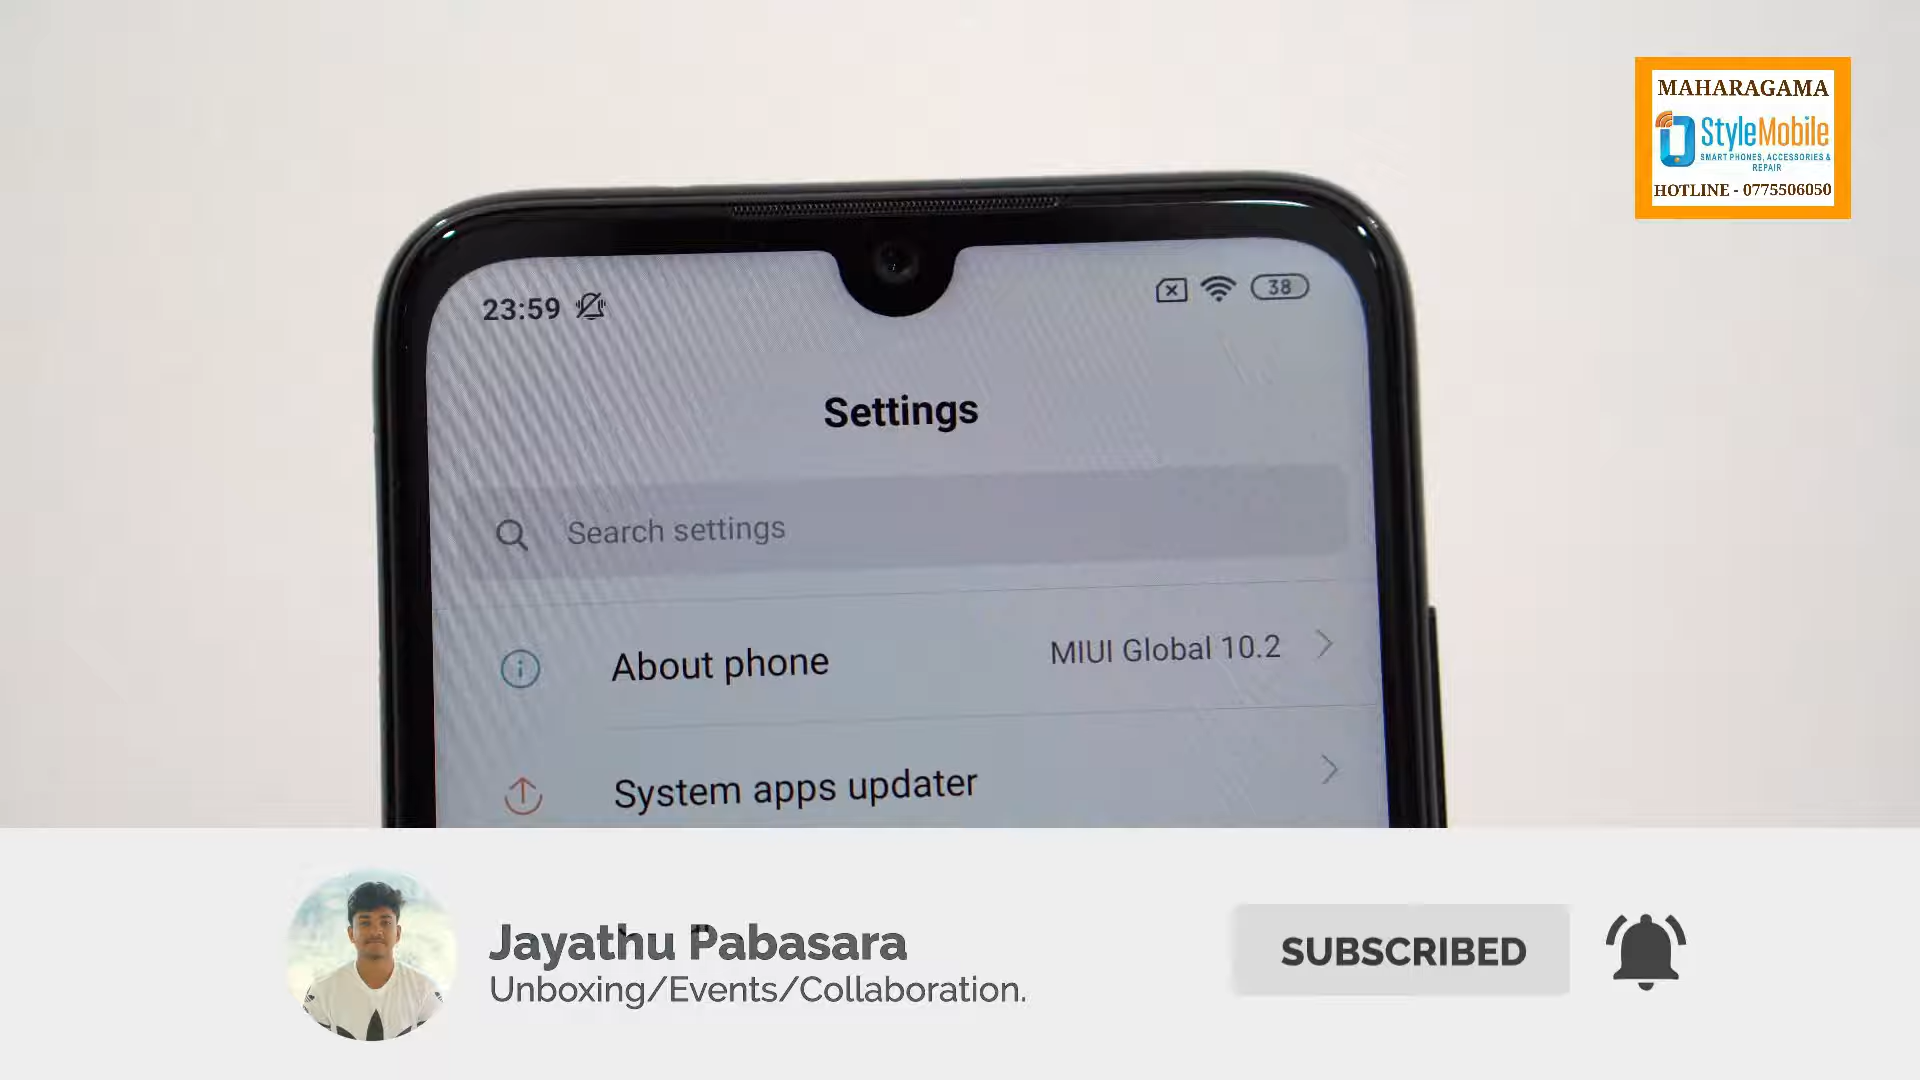 MAHARAGAMA
StyleMobile
SMART PHONES, ACCESSORIES &
REPAIR
HOTLINE - 0775506050
23:59
38
Settings
Search settings
About phone
MIUI Global 10.2
System apps updater
Jayathu Pabasara
Unboxing/Events/Collaboration.
SUBSCRIBED